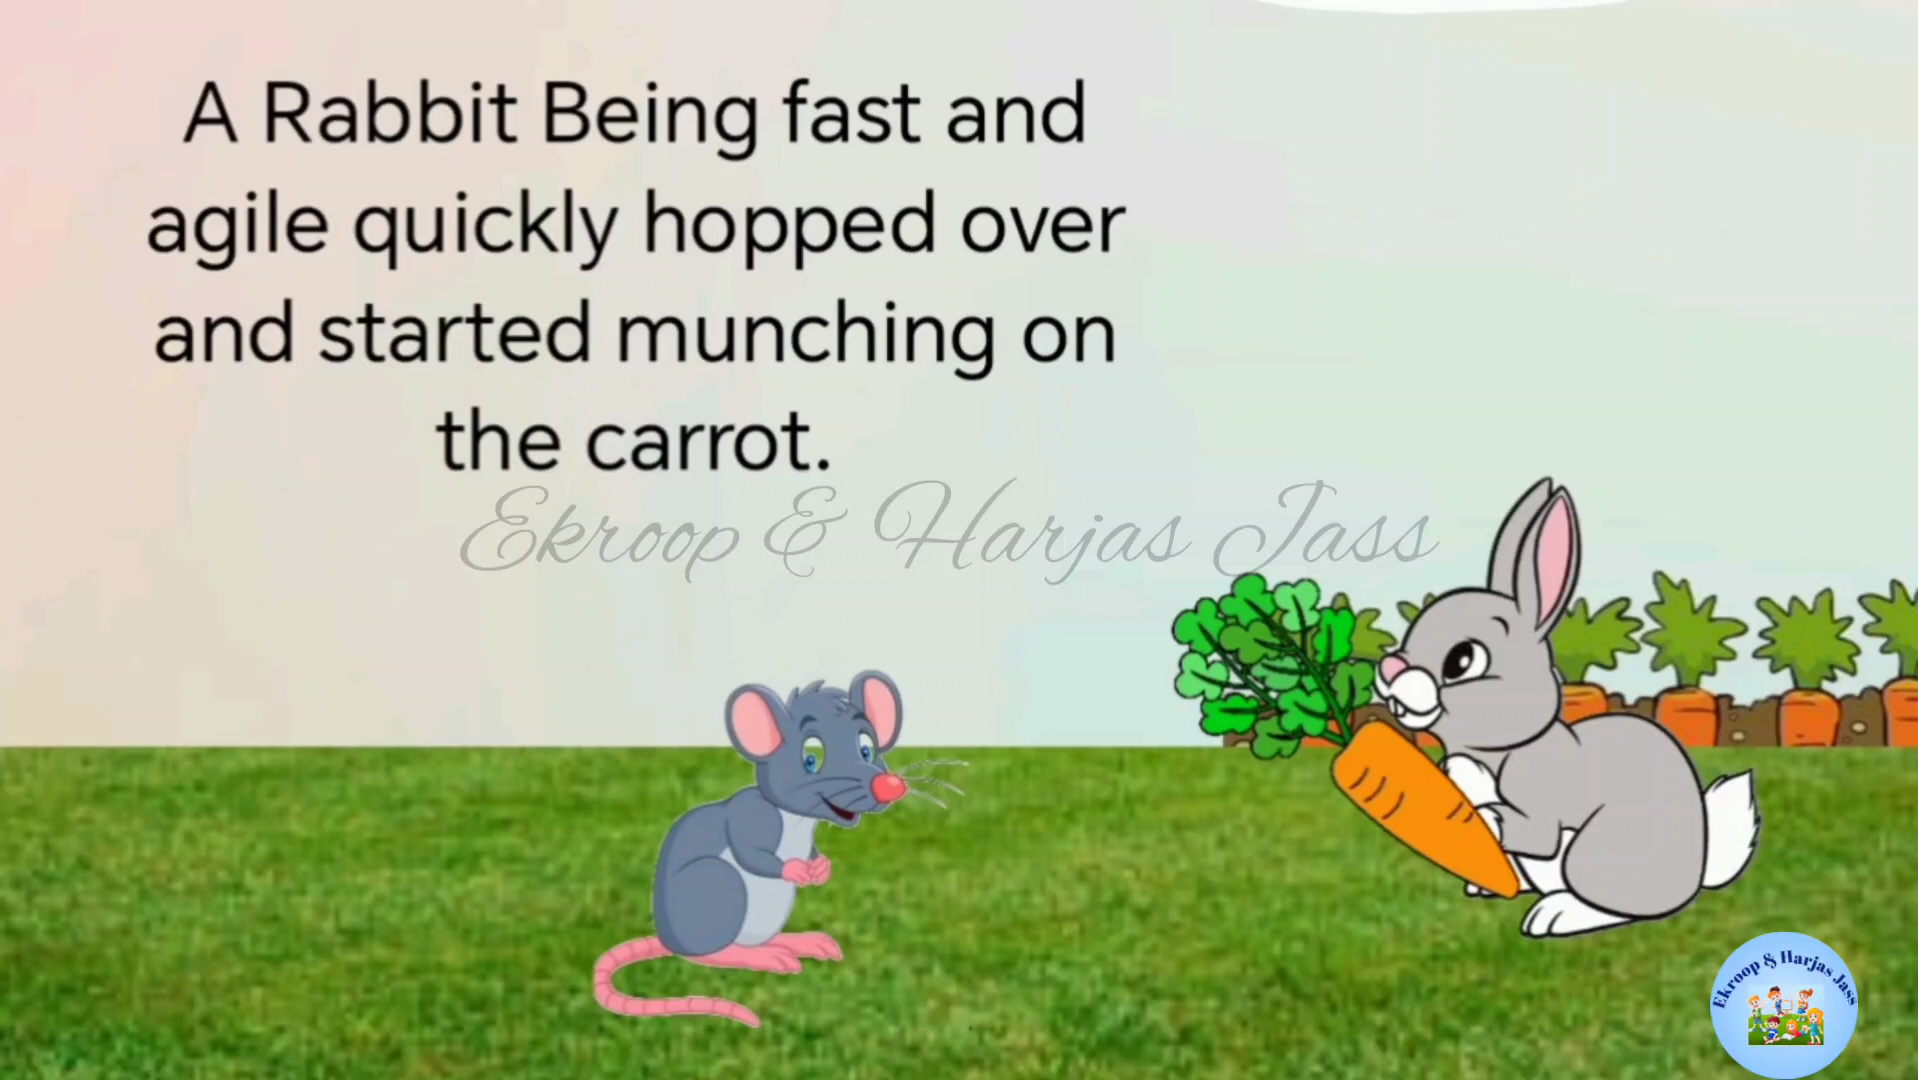 A Rabbit Being fast and
agile quickly hopped over
and started munching on
the carrot.
Ekroop & Harjas Jass
Ekroop & Harjas Jass